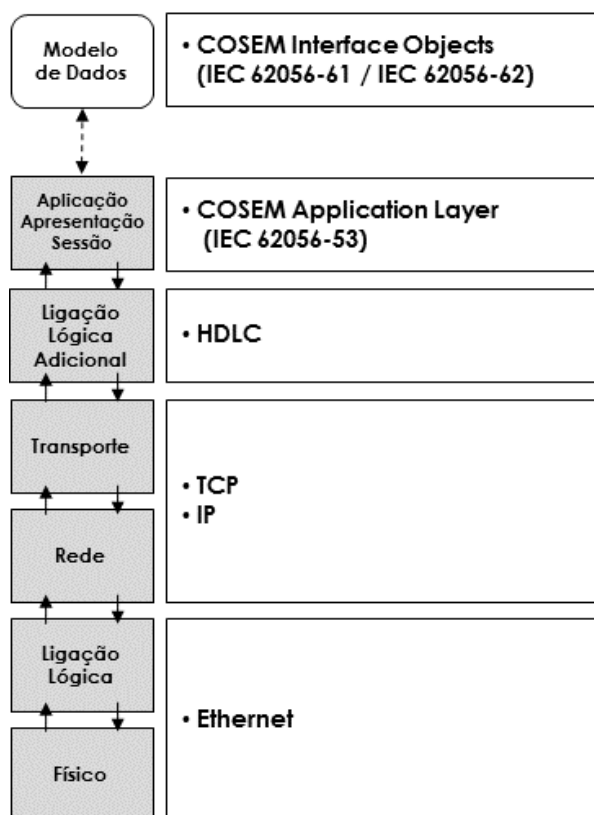 Modelo
de Dados
• COSEM Interface Objects
(IEC 62056-61 / IEC 62056-62)
Aplicação
Apresentação
Sessão
• COSEM Application Layer
(IEC 62056-53)
Ligação
Lógica
Adicional
• HDLC
Transporte
• TCP
• IP
Rede
Ligação
Lógica
• Ethernet
Físico